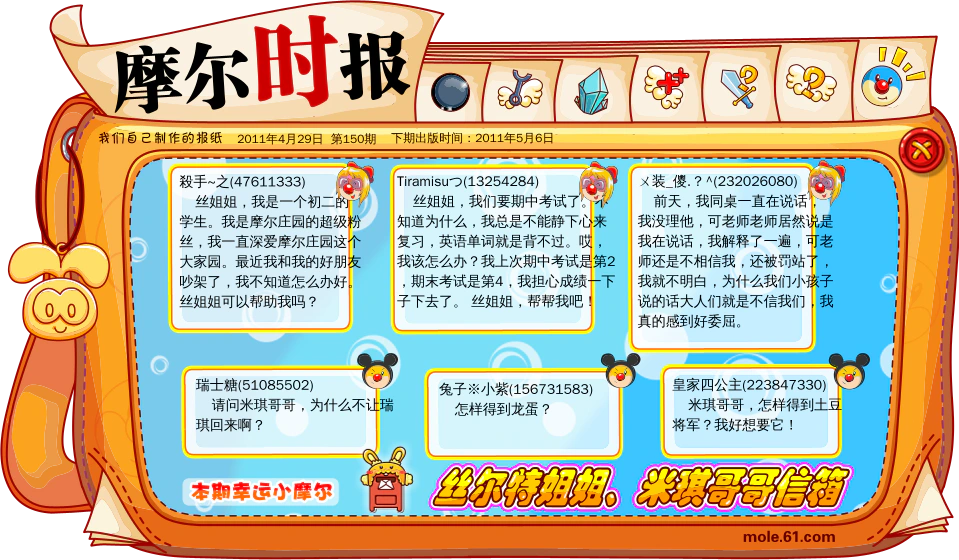 摩尔时报
我们自己制作的报纸 2011年4月29日 第150期 下期出版时间：2011年5月6日
殺手~之(47611333)
丝姐姐，我是一个初二的
学生。我是摩尔庄园的超级粉
丝，我一直深爱摩尔庄园这个
大家园。最近我和我的好朋友
吵架了，我不知道怎么办好。
丝姐姐可以帮助我吗？
Tiramisuつ(13254284)
丝姐姐，我们要期中考试了。不
知道为什么，我总是不能静下心来
复习，英语单词就是背不过。哎，
我该怎么办？我上次期中考试是第2
，期末考试是第4，我担心成绩一下
子下去了。 丝姐姐，帮帮我吧！
メ装_傻.？^(232026080)
前天，我同桌一直在说话，
我没理他，可老师老师居然说是
我在说话，我解释了一遍，可老
师还是不相信我，还被罚站了，
我就不明白，为什么我们小孩子
说的话大人们就是不信我们，我
真的感到好委屈。
瑞士糖(51085502)
请问米琪哥哥，为什么不让瑞
琪回来啊？
兔子※小紫(156731583)
怎样得到龙蛋？
皇家四公主(223847330)
米琪哥哥，怎样得到土豆
将军？我好想要它！
本期幸运小摩尔
丝尔特姐姐、米琪哥哥信箱
mole.61.com